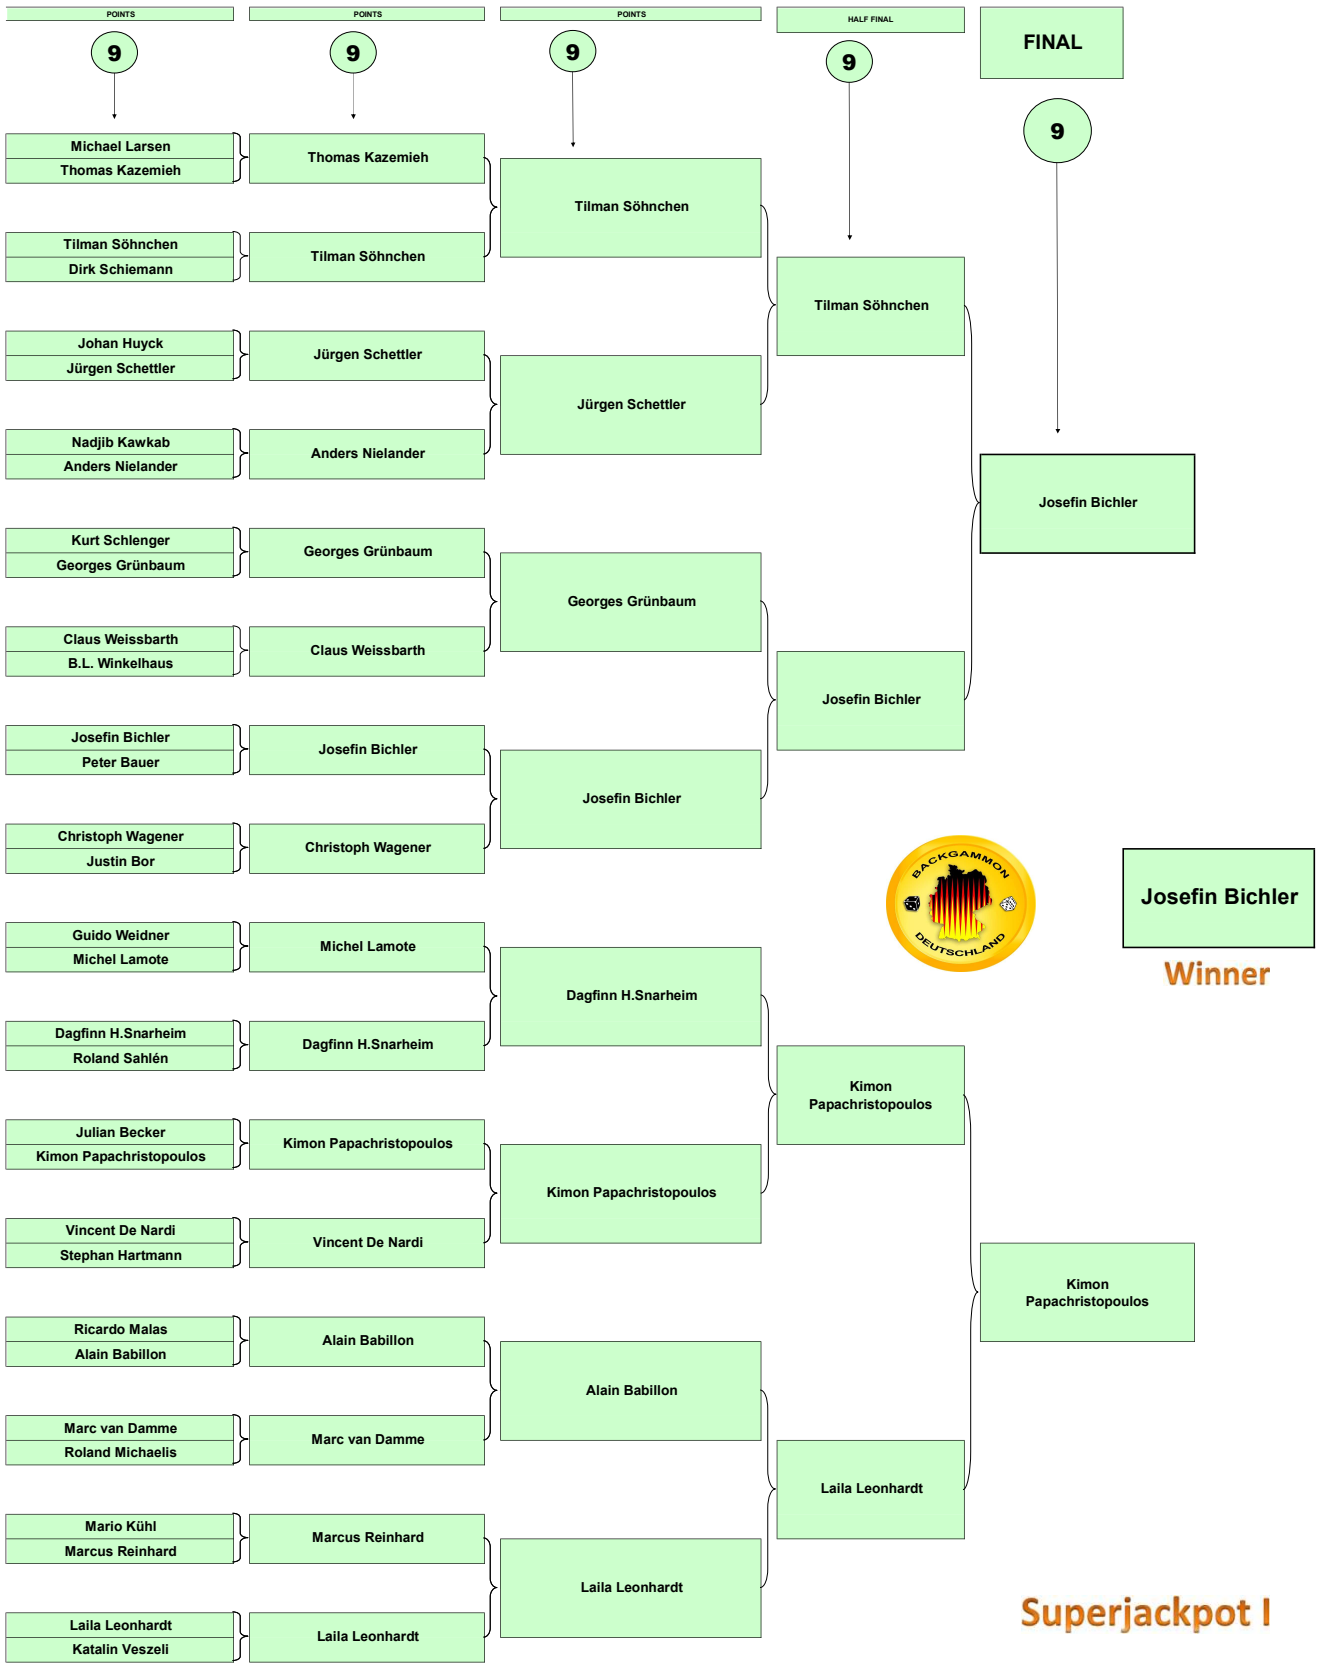 POINTS
POINTS
POINTS
HALF FINAL
FINAL
9
9
9
9
9
Michael Larsen
Thomas Kazemieh
Tilman Söhnchen
Dirk Schiemann
Johan Huyck
Jürgen Schettler
Nadjib Kawkab
Anders Nielander
Kurt Schlenger
Georges Grünbaum
Claus Weissbarth
B.L. Winkelhaus
Josefin Bichler
Peter Bauer
Christoph Wagener
Justin Bor
Guido Weidner
Michel Lamote
Dagfinn H.Snarheim
Roland Sahlén
Julian Becker
Kimon Papachristopoulos
Vincent De Nardi
Stephan Hartmann
Ricardo Malas
Alain Babillon
Marc van Damme
Roland Michaelis
Mario Kühl
Marcus Reinhard
Laila Leonhardt
Katalin Veszeli
Thomas Kazemieh
Tilman Söhnchen
Jürgen Schettler
Anders Nielander
Georges Grünbaum
Claus Weissbarth
Josefin Bichler
Christoph Wagener
Michel Lamote
Dagfinn H.Snarheim
Kimon Papachristopoulos
Vincent De Nardi
Alain Babillon
Marc van Damme
Marcus Reinhard
Laila Leonhardt
Tilman Söhnchen
Jürgen Schettler
Georges Grünbaum
Josefin Bichler
Dagfinn H.Snarheim
Kimon Papachristopoulos
Alain Babillon
Laila Leonhardt
Tilman Söhnchen
Josefin Bichler
Kimon
Papachristopoulos
Laila Leonhardt
Josefin Bichler
Kimon
Papachristopoulos
BACKGAMMON
DEUTSCHLAND
Josefin Bichler
Winner
Superjackpot I